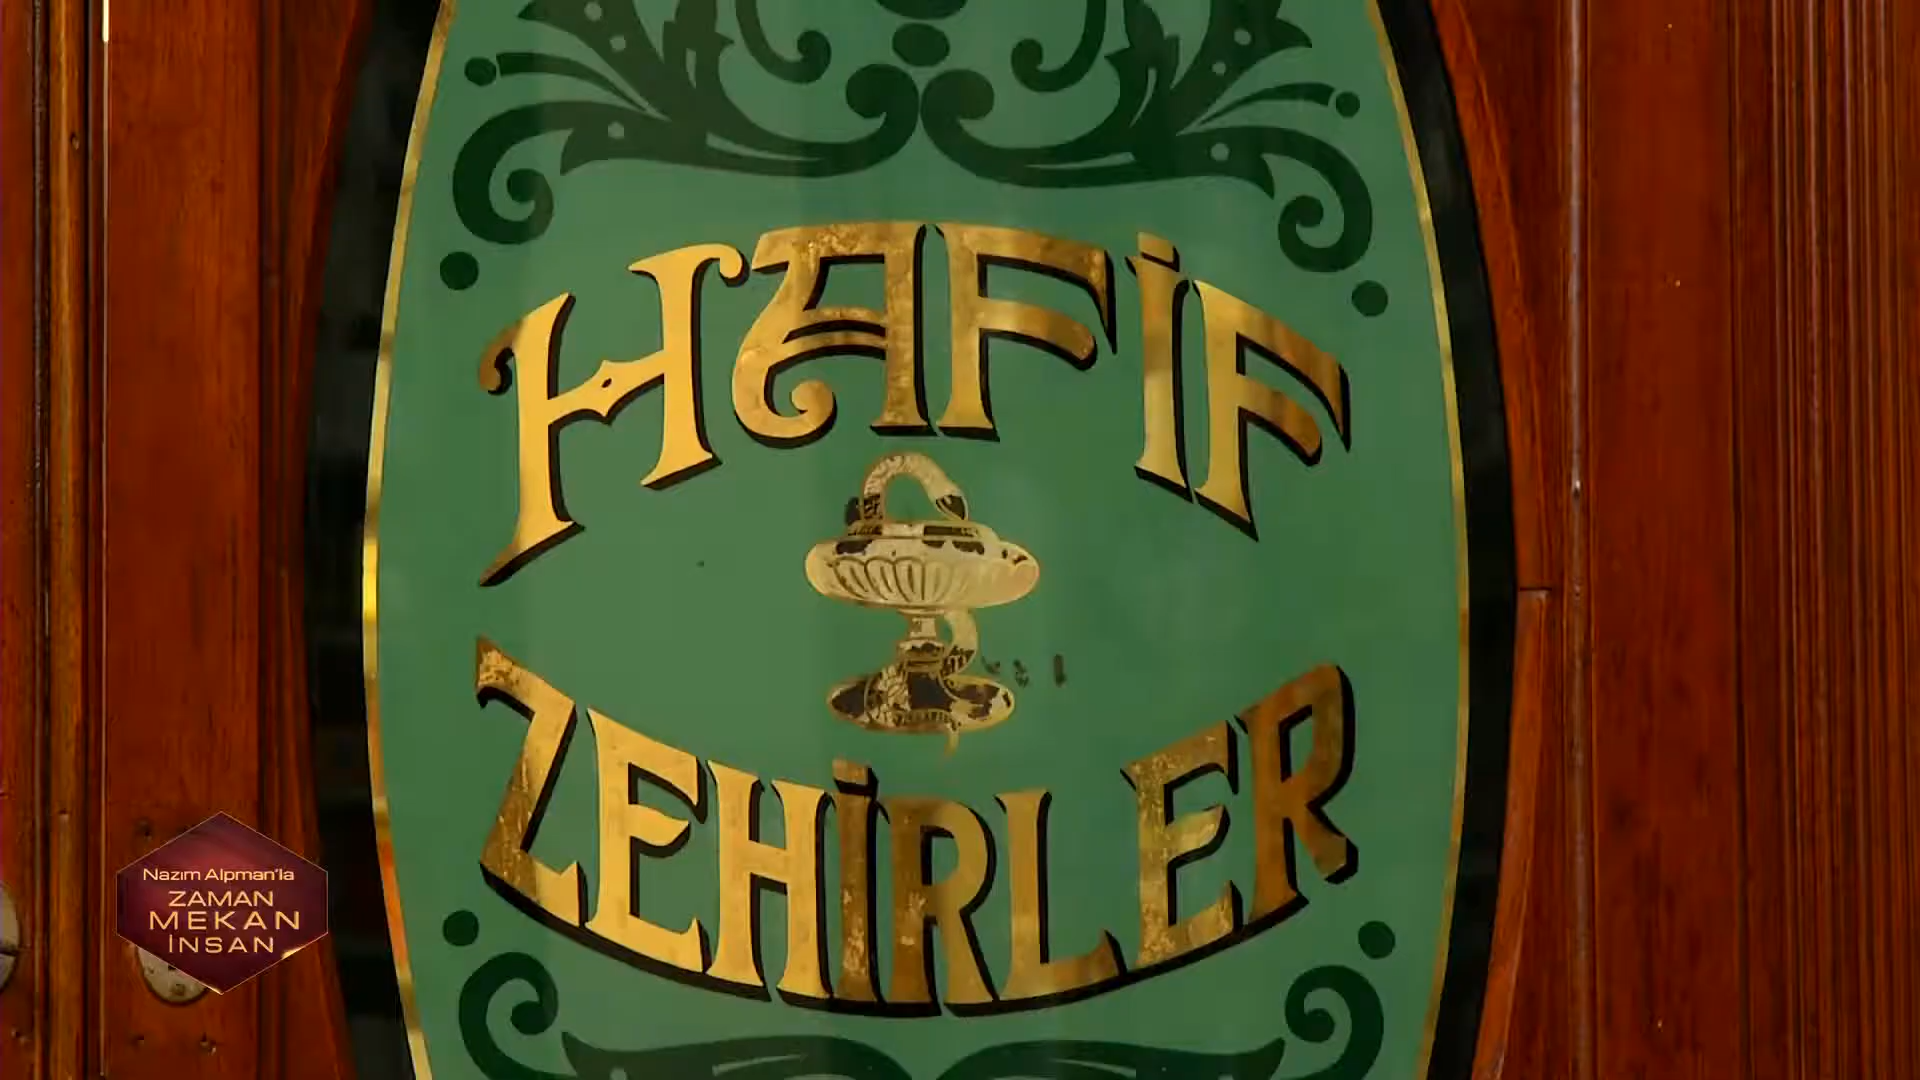 HAFİF
ZEHİRLER
Nazım Alpman'la
ZAMAN
MEKAN
İNSAN